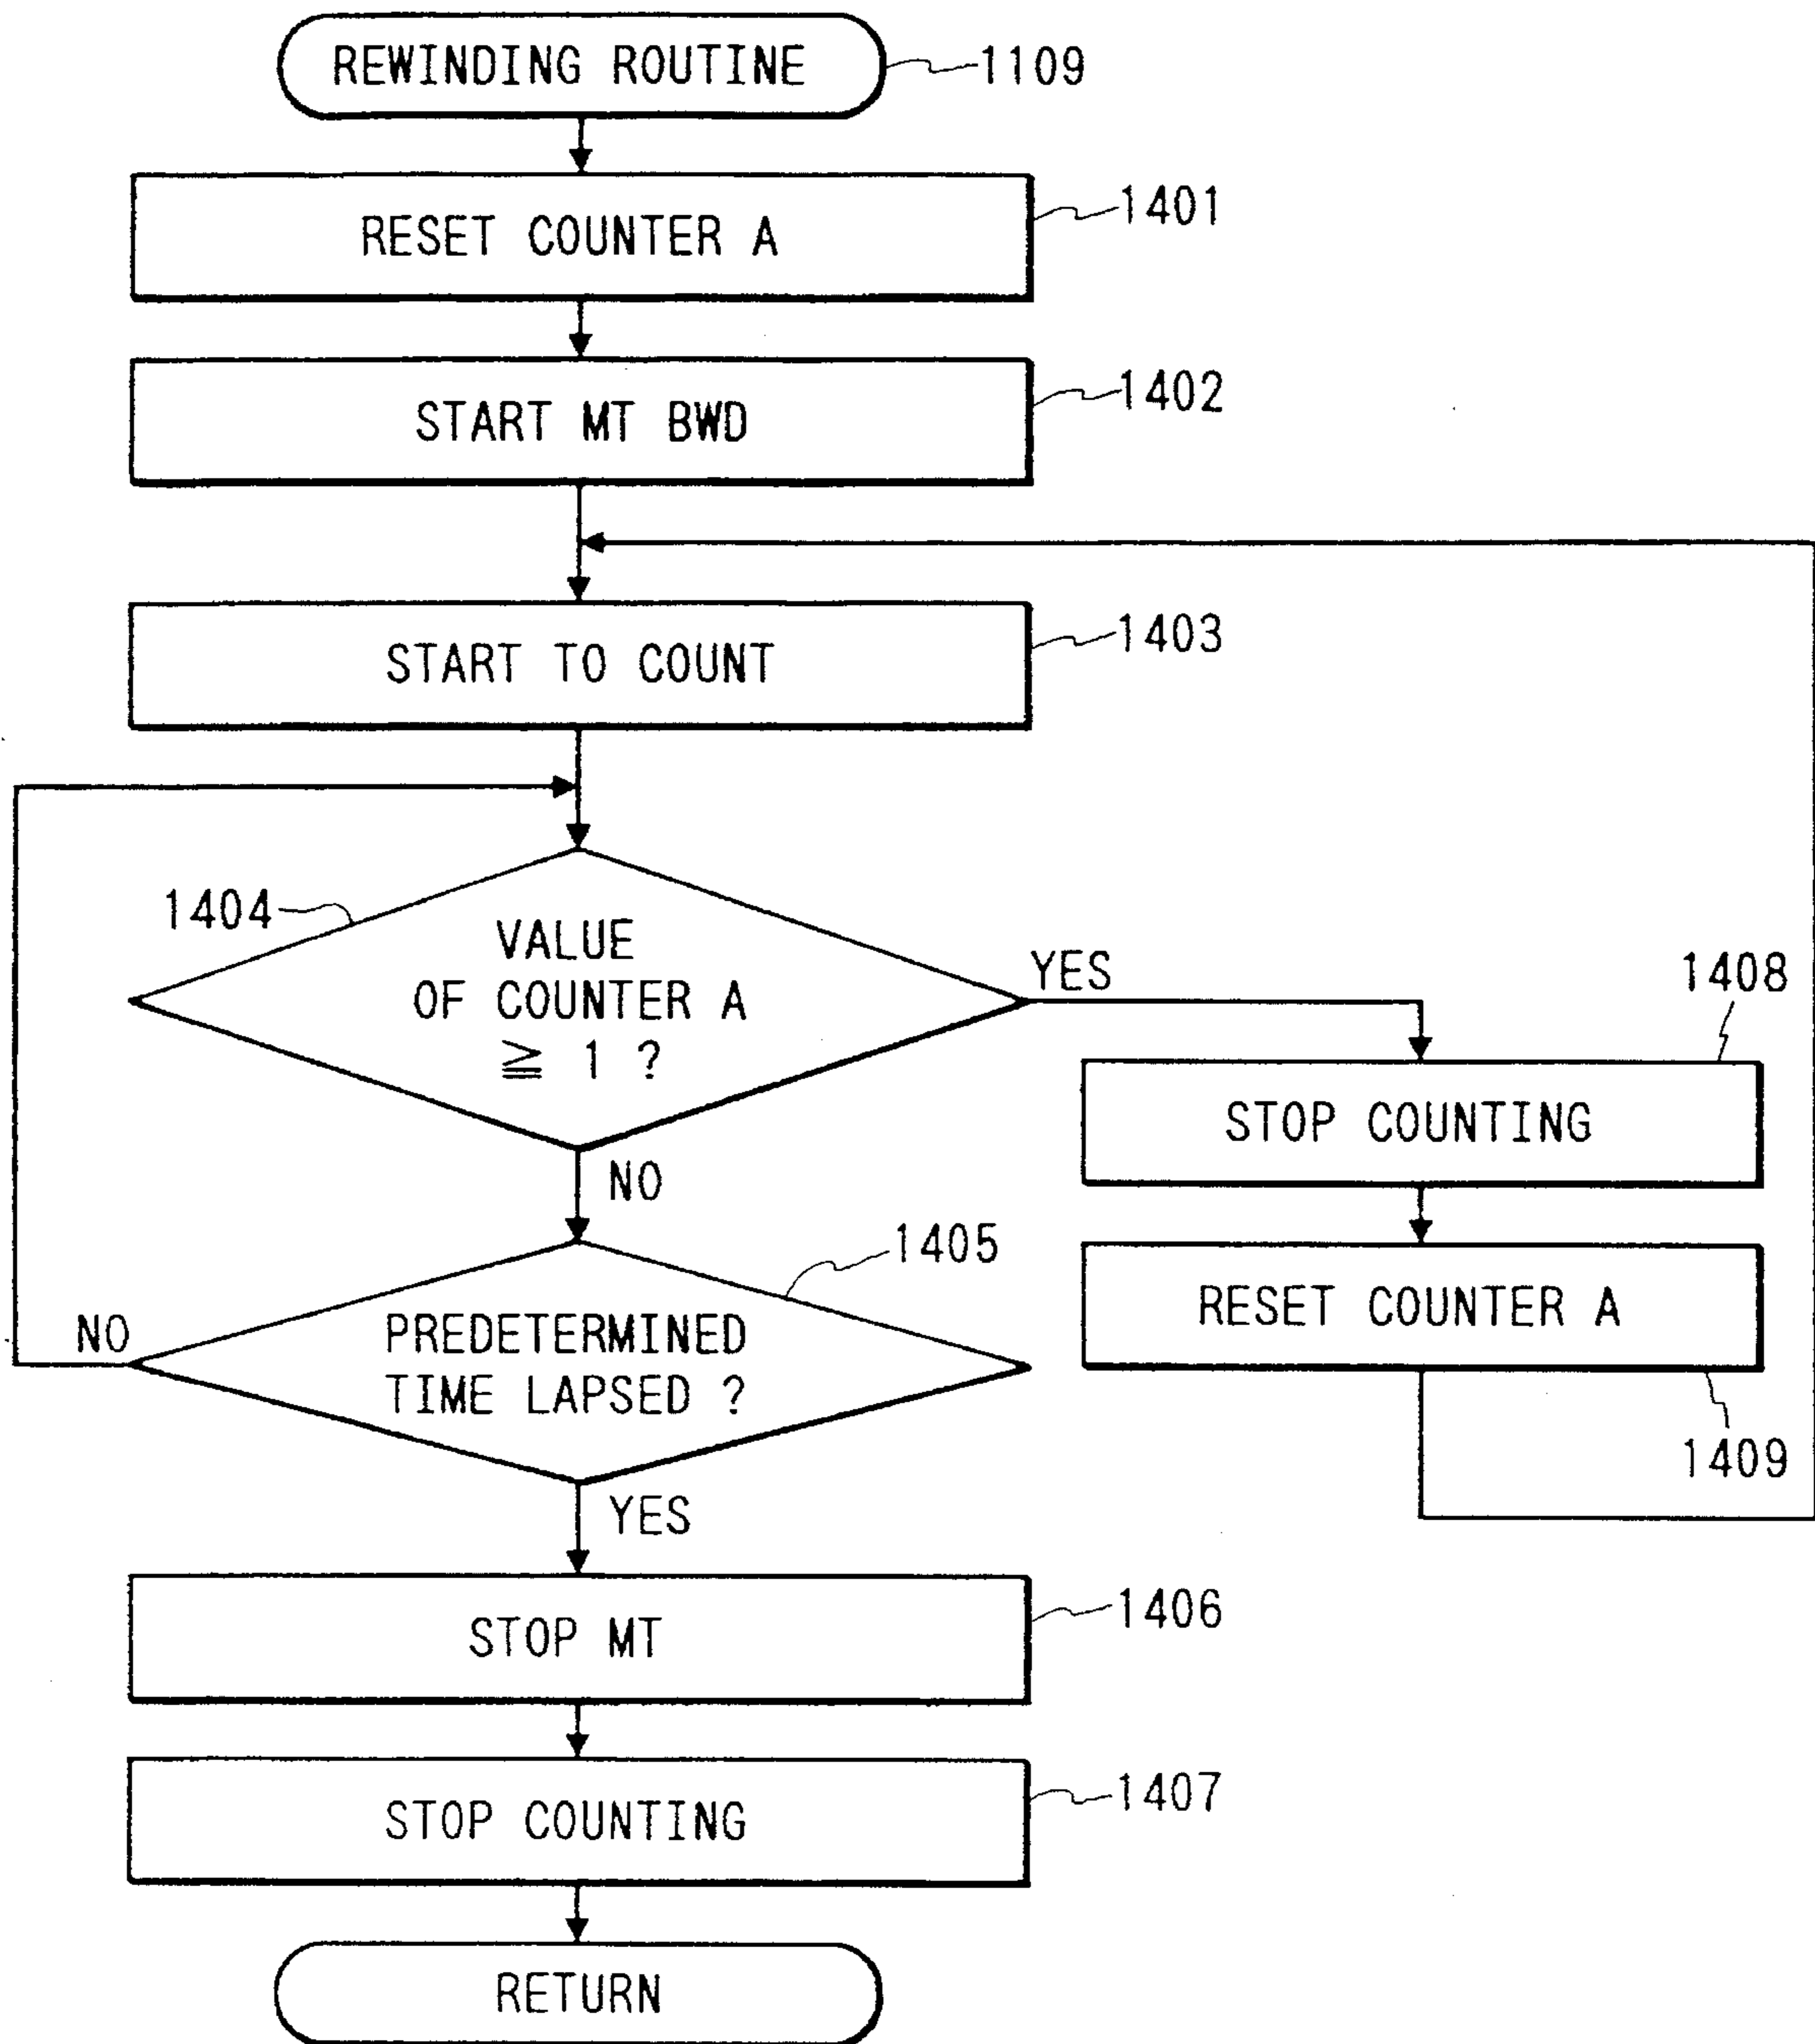 REWINDING ROUTINE
1109
RESET COUNTER A
1401
START MT BWD
1402
START TO COUNT
1403
1404
VALUE
OF COUNTER A
≧ 1 ?
YES
NO
1408
STOP COUNTING
RESET COUNTER A
1409
1405
PREDETERMINED
TIME LAPSED ?
NO
YES
STOP MT
1406
STOP COUNTING
1407
RETURN